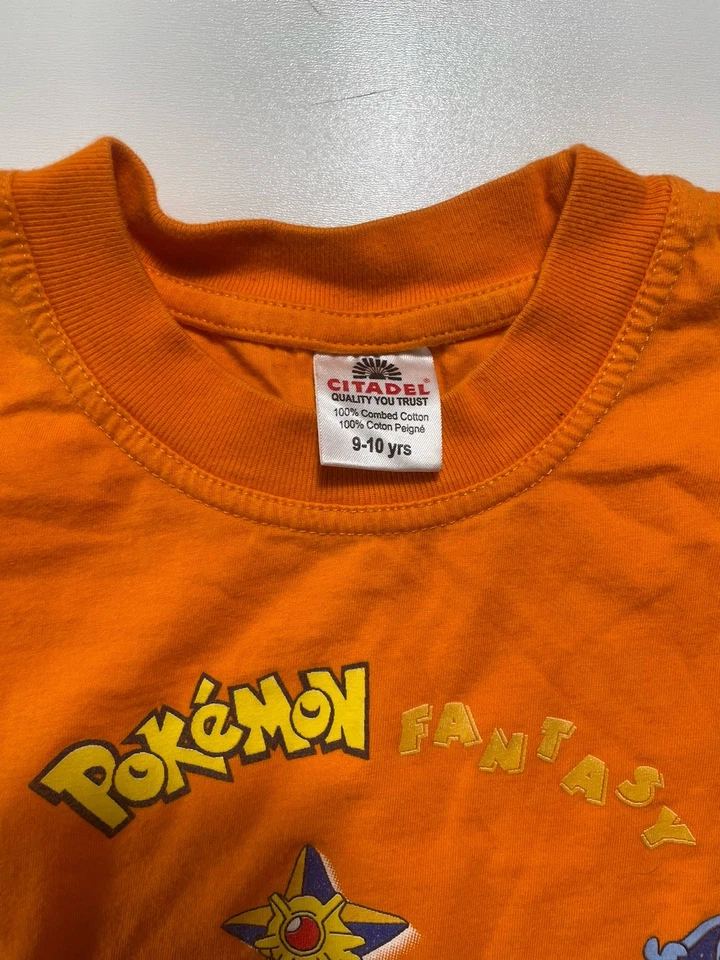 CITADEL®
QUALITY YOU TRUST
100% Combed Cotton
100% Coton Peigné
9-10 yrs
POKéMON FANTASY